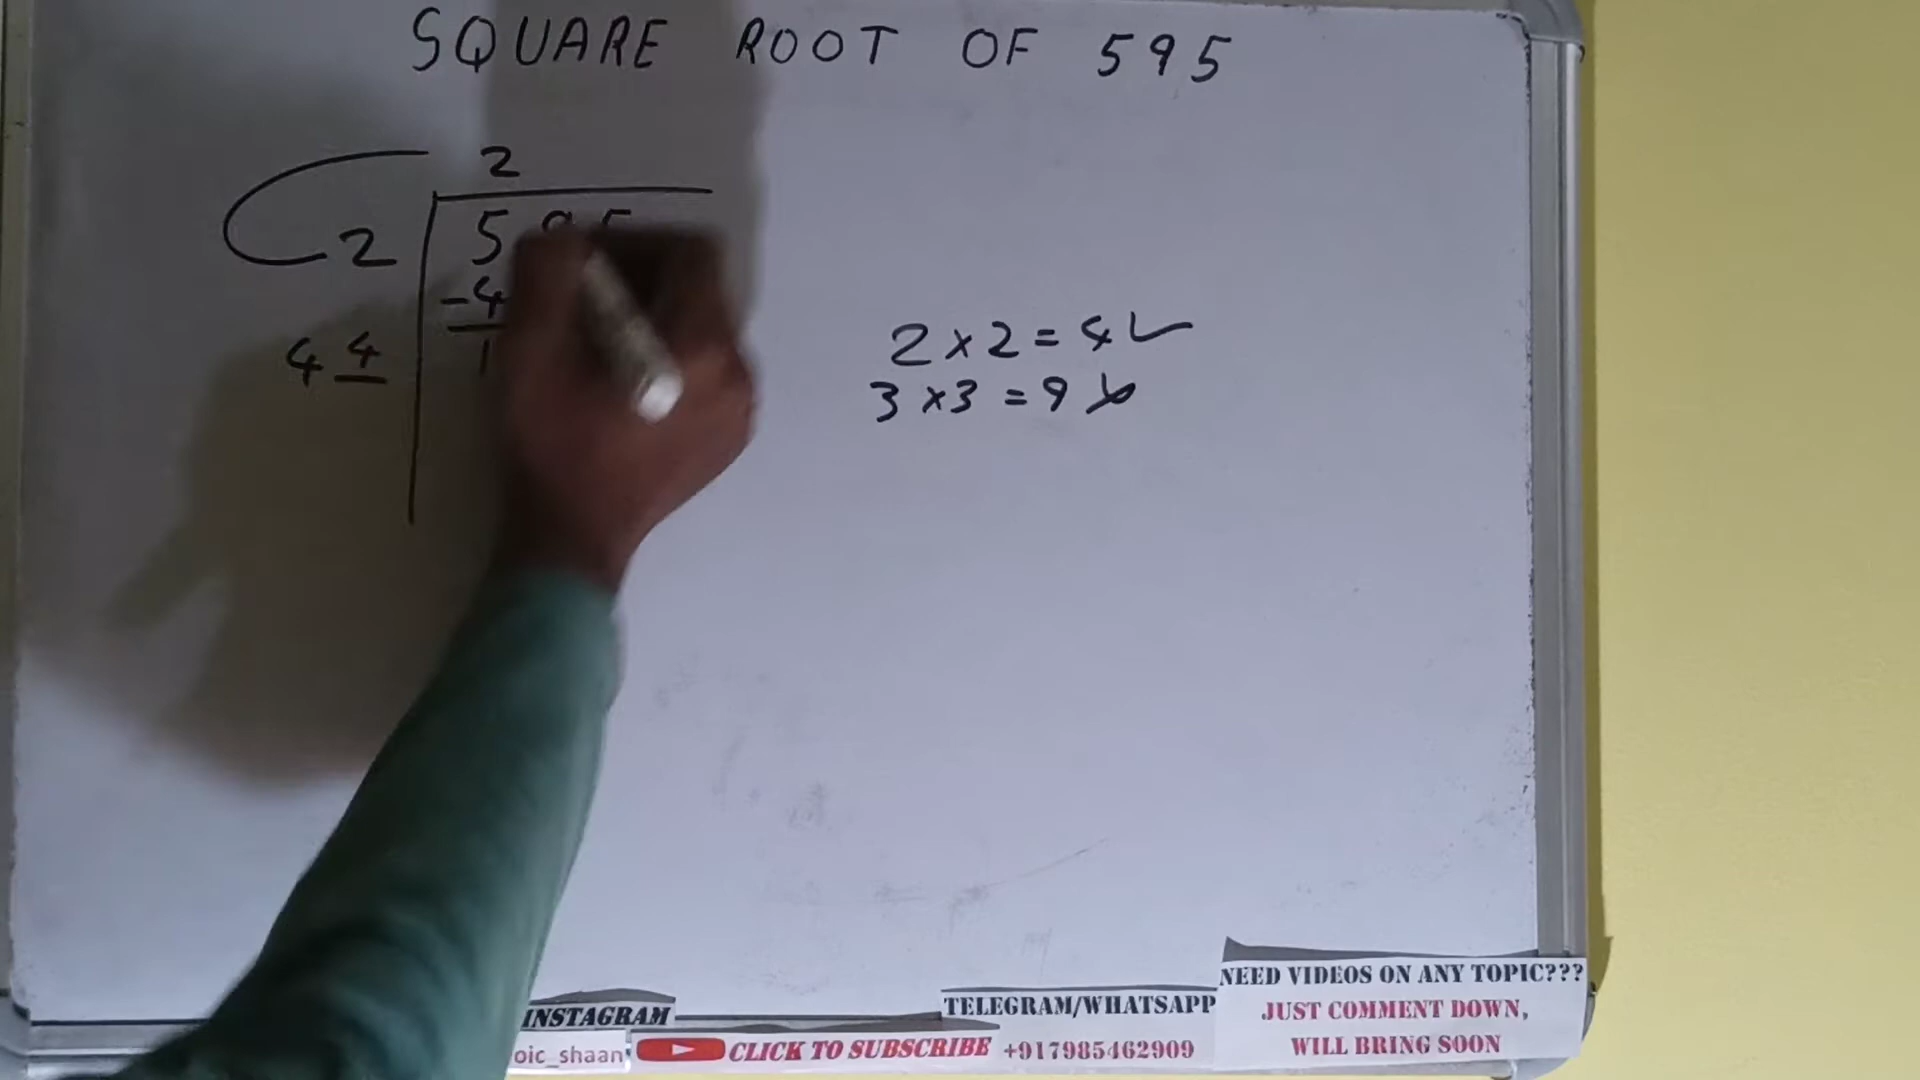 SQUARE ROOT OF 595
2
2 5 9 5
-4
4 4 1
2 × 2 = 4 ✓
3 × 3 = 9 ✗
NEED VIDEOS ON ANY TOPIC???
JUST COMMENT DOWN,
WILL BRING SOON
TELEGRAM/WHATSAPP
+917985462909
INSTAGRAM
oic_shaan
CLICK TO SUBSCRIBE